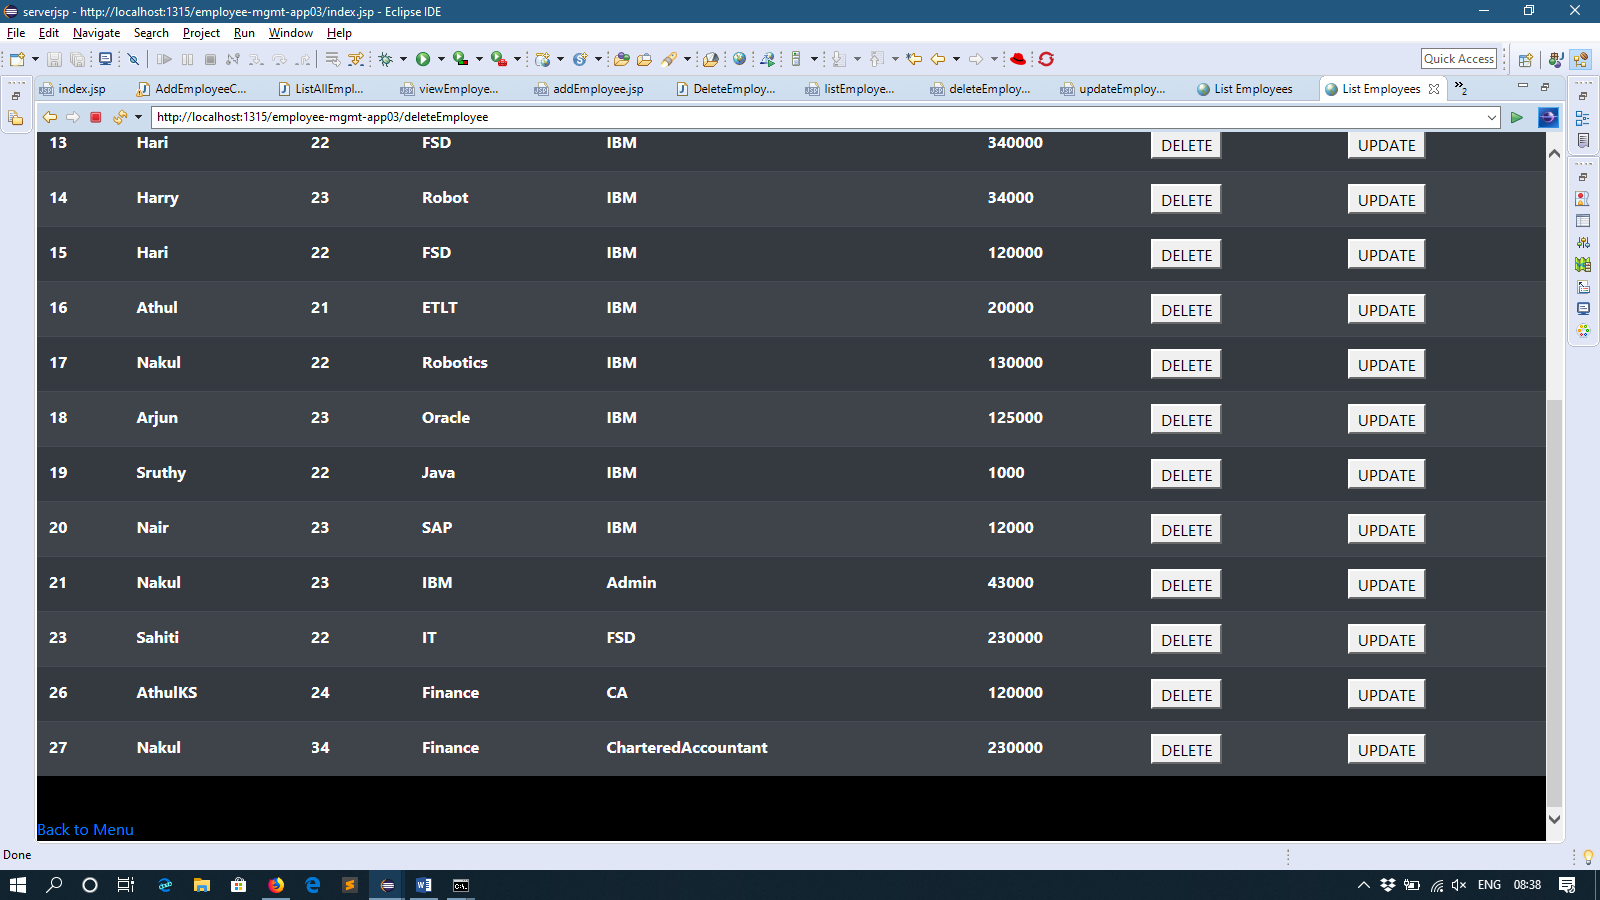 serverjsp - http://localhost:1315/employee-mgmt-app03/index.jsp - Eclipse IDE
File Edit Navigate Search Project Run Window Help
Quick Access
index.jsp AddEmployeeC... ListAllEmpl... viewEmploye... addEmployee.jsp DeleteEmploy... listEmploye... deleteEmploy... updateEmploy... List Employees List Employees »2
http://localhost:1315/employee-mgmt-app03/deleteEmployee
13 Hari 22 FSD IBM 340000 DELETE UPDATE
14 Harry 23 Robot IBM 34000 DELETE UPDATE
15 Hari 22 FSD IBM 120000 DELETE UPDATE
16 Athul 21 ETLT IBM 20000 DELETE UPDATE
17 Nakul 22 Robotics IBM 130000 DELETE UPDATE
18 Arjun 23 Oracle IBM 125000 DELETE UPDATE
19 Sruthy 22 Java IBM 1000 DELETE UPDATE
20 Nair 23 SAP IBM 12000 DELETE UPDATE
21 Nakul 23 IBM Admin 43000 DELETE UPDATE
23 Sahiti 22 IT FSD 230000 DELETE UPDATE
26 AthulKS 24 Finance CA 120000 DELETE UPDATE
27 Nakul 34 Finance CharteredAccountant 230000 DELETE UPDATE
Back to Menu
Done
ENG 08:38